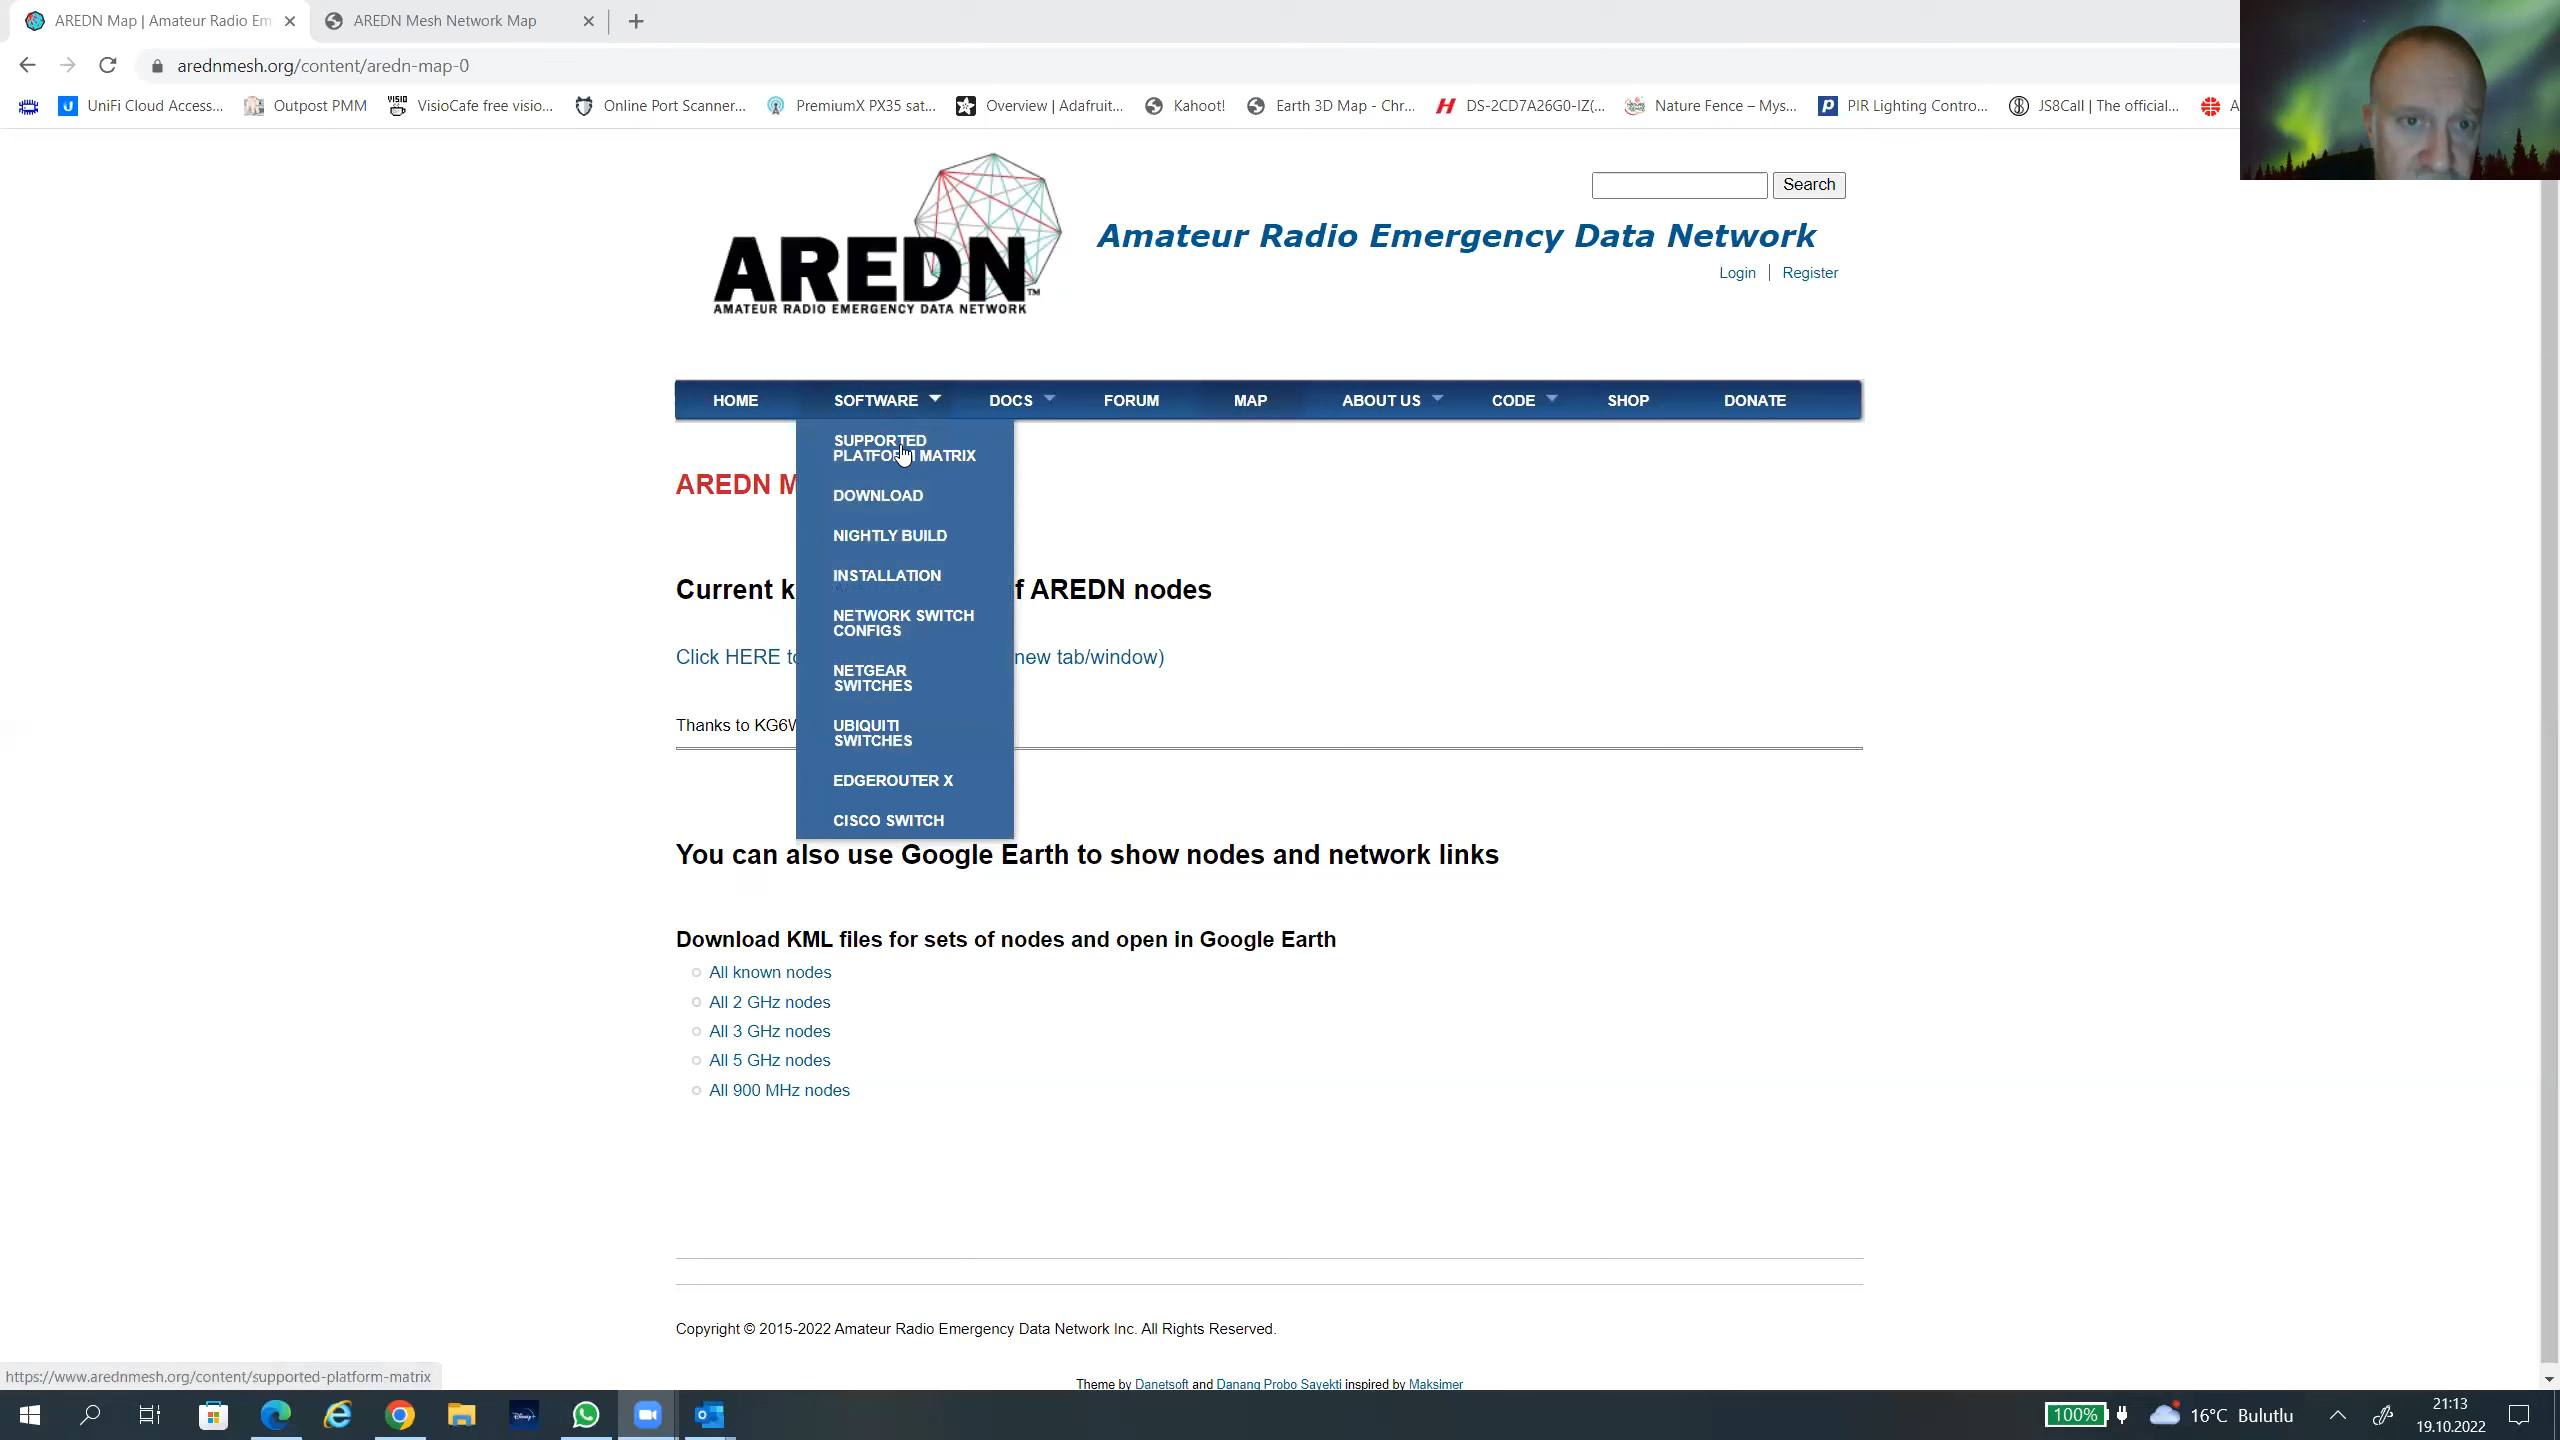 AREDN Map | Amateur Radio Em
AREDN Mesh Network Map
arednmesh.org/content/aredn-map-0
UniFi Cloud Access...
Outpost PMM
VISIO
VisioCafe free visio...
Online Port Scanner...
PremiumX PX35 sat...
Overview | Adafruit...
Kahoot!
Earth 3D Map - Chr...
DS-2CD7A26G0-IZ(...
Nature Fence – Mys...
PIR Lighting Contro...
JS8Call | The official...
A
Search
AREDN™
AMATEUR RADIO EMERGENCY DATA NETWORK
Amateur Radio Emergency Data Network
Login | Register
HOME SOFTWARE DOCS FORUM MAP ABOUT US CODE SHOP DONATE
SUPPORTED
PLATFORM MATRIX
AREDN M
DOWNLOAD
NIGHTLY BUILD
INSTALLATION
Current k f AREDN nodes
NETWORK SWITCH
CONFIGS
Click HERE to new tab/window)
NETGEAR
SWITCHES
Thanks to KG6W
UBIQUITI
SWITCHES
EDGEROUTER X
CISCO SWITCH
You can also use Google Earth to show nodes and network links
Download KML files for sets of nodes and open in Google Earth
All known nodes
All 2 GHz nodes
All 3 GHz nodes
All 5 GHz nodes
All 900 MHz nodes
Copyright © 2015-2022 Amateur Radio Emergency Data Network Inc. All Rights Reserved.
https://www.arednmesh.org/content/supported-platform-matrix
Theme by Danetsoft and Danang Probo Sayekti inspired by Maksimer
Disney+
100%
16°C Bulutlu
21:13
19.10.2022